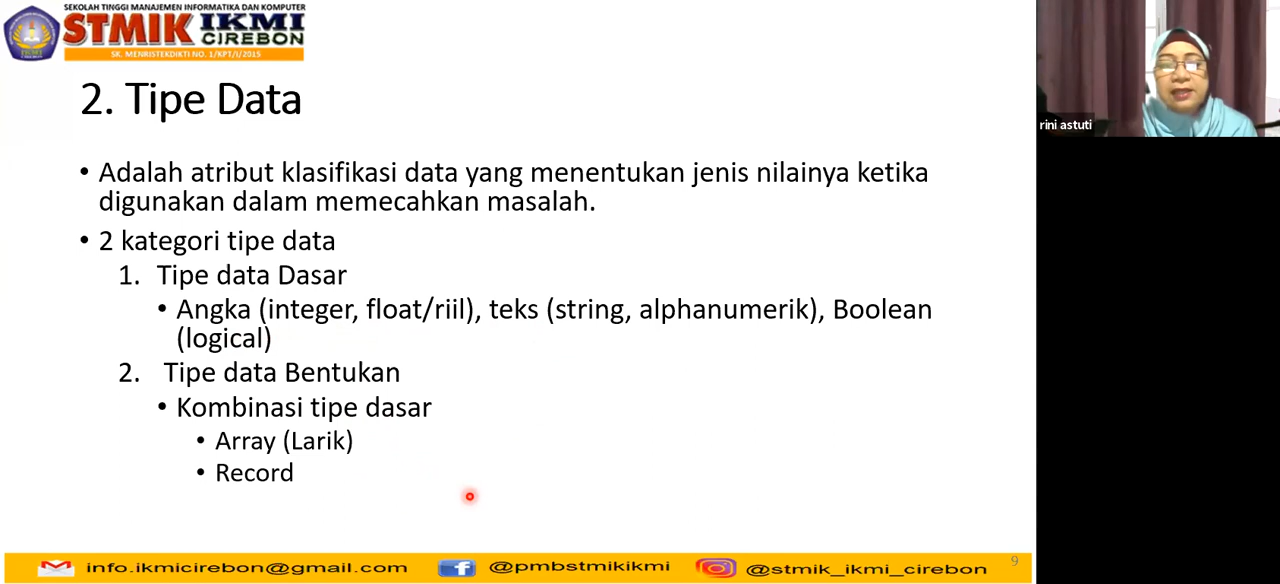 SEKOLAH TINGGI MANAJEMEN INFORMATIKA DAN KOMPUTER
STMIK IKMI
CIREBON
SK. MENRISTEKDIKTI NO. 1/KPT/I/2015
rini astuti
2. Tipe Data
• Adalah atribut klasifikasi data yang menentukan jenis nilainya ketika
digunakan dalam memecahkan masalah.
• 2 kategori tipe data
1. Tipe data Dasar
• Angka (integer, float/riil), teks (string, alphanumerik), Boolean
(logical)
2. Tipe data Bentukan
• Kombinasi tipe dasar
• Array (Larik)
• Record
info.ikmicirebon@gmail.com @pmbstmikikmi @stmik_ikmi_cirebon 9